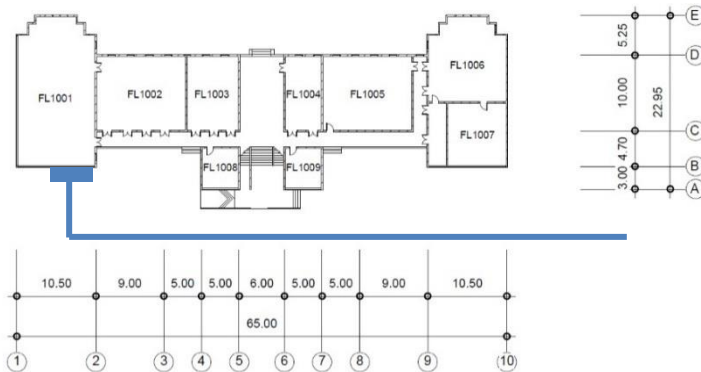 FL1001
FL1002
FL1003
FL1004
FL1005
FL1006
FL1007
FL1008
FL1009
E
5.25
D
10.00
22.95
C
4.70
B
3.00
A
10.50 9.00 5.00 5.00 6.00 5.00 5.00 9.00 10.50
65.00
1 2 3 4 5 6 7 8 9 10